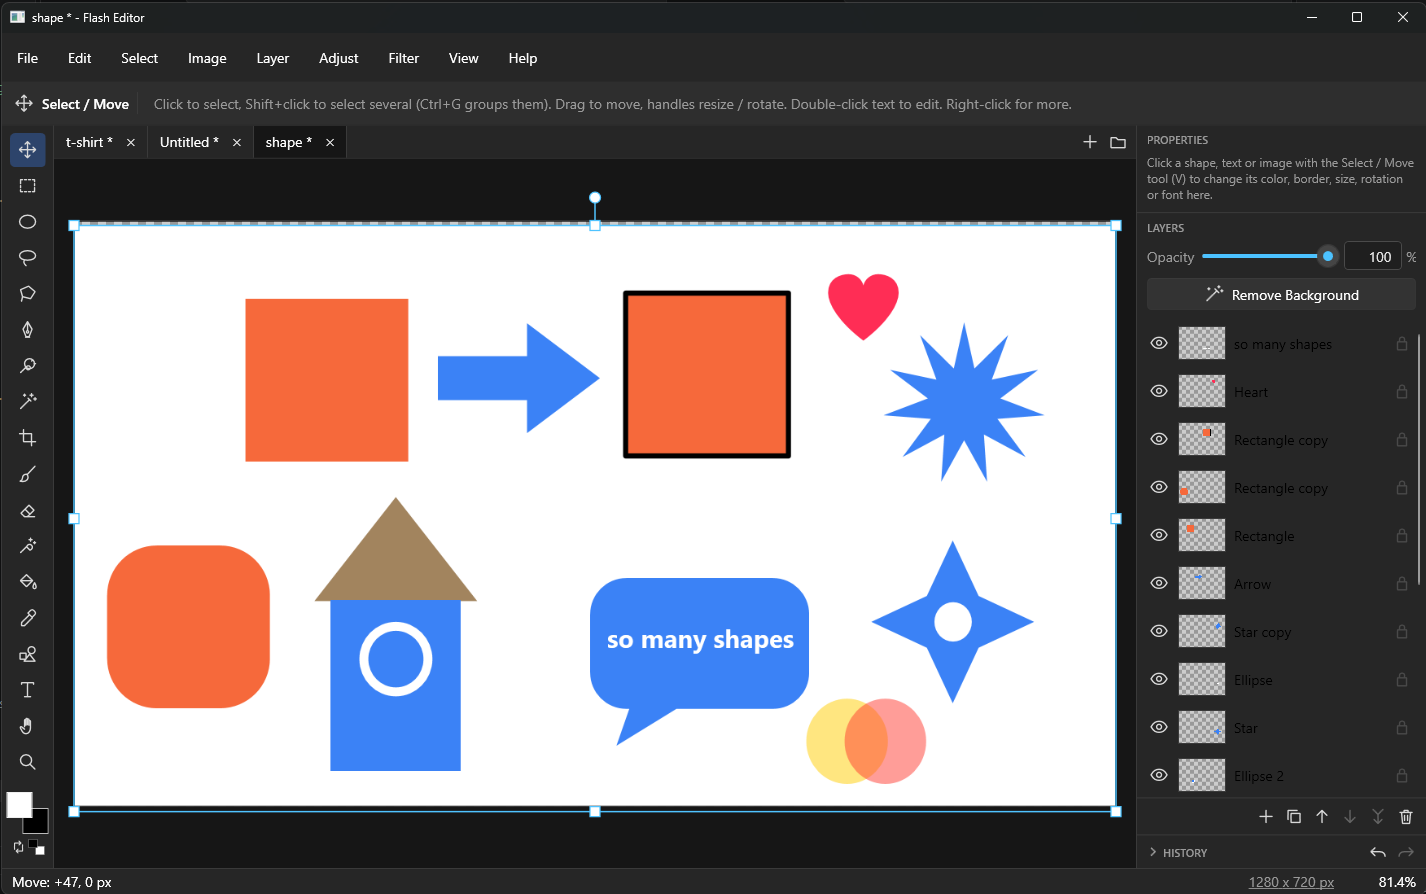 shape * - Flash Editor
File Edit Select Image Layer Adjust Filter View Help
Select / Move Click to select, Shift+click to select several (Ctrl+G groups them). Drag to move, handles resize / rotate. Double-click text to edit. Right-click for more.
t-shirt * Untitled * shape *
PROPERTIES
Click a shape, text or image with the Select / Move
tool (V) to change its color, border, size, rotation
or font here.
LAYERS
Opacity 100 %
Remove Background
so many shapes
Heart
Rectangle copy
Rectangle copy
Rectangle
Arrow
Star copy
Ellipse
Star
Ellipse 2
HISTORY
so many shapes
Move: +47, 0 px
1280 x 720 px 81.4%